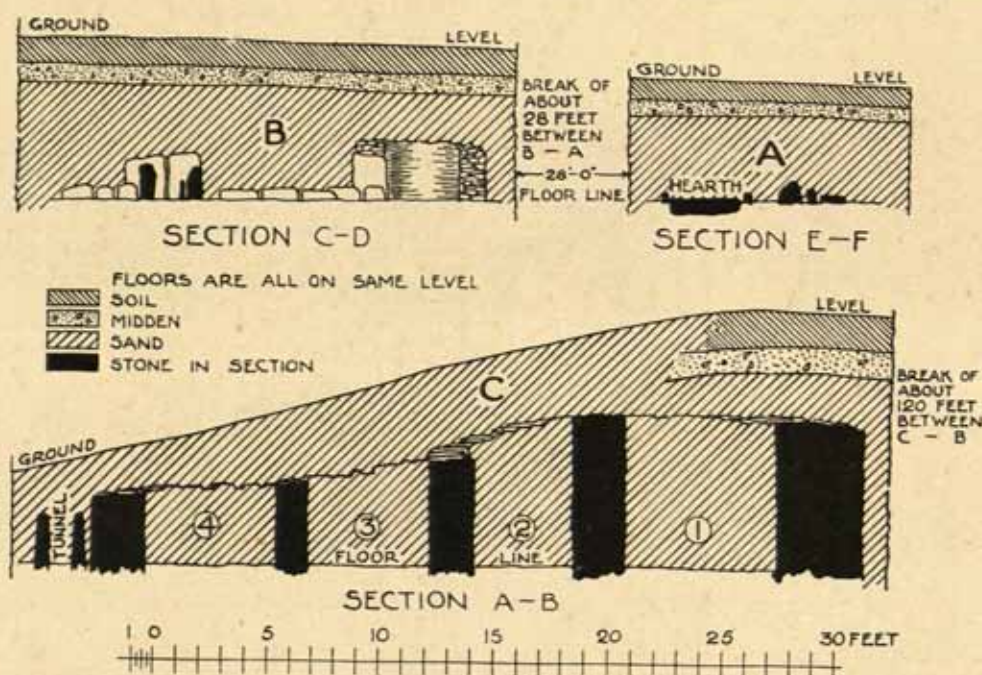 GROUND
LEVEL
B
SECTION C-D
BREAK OF
ABOUT
28 FEET
BETWEEN
B - A
28'-0"
FLOOR LINE
GROUND
LEVEL
A
HEARTH
SECTION E-F
FLOORS ARE ALL ON SAME LEVEL
SOIL
MIDDEN
SAND
STONE IN SECTION
LEVEL
C
GROUND
BREAK OF
ABOUT
120 FEET
BETWEEN
C - B
TUNNEL
4
3
2
1
FLOOR
LINE
SECTION A-B
1 0 5 10 15 20 25 30 FEET